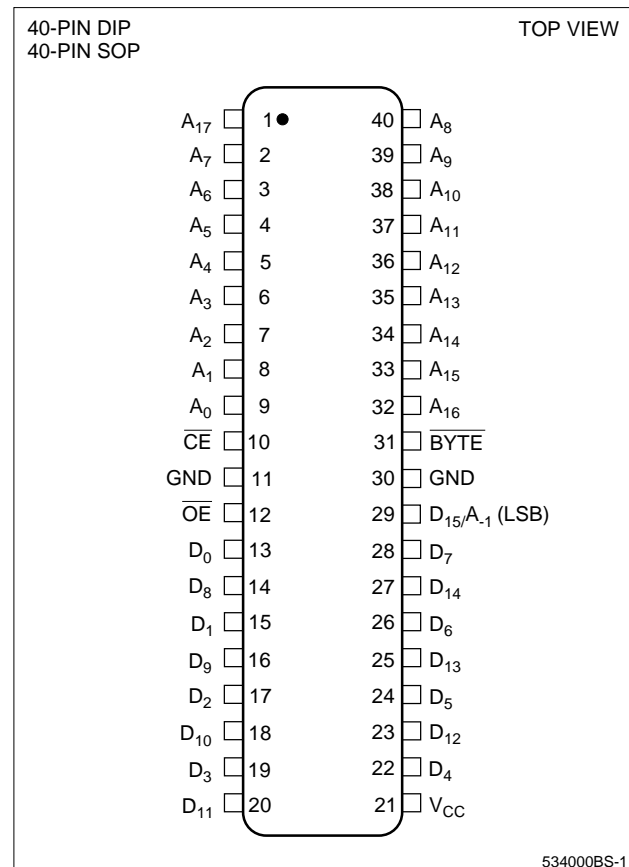 40-PIN DIP TOP VIEW
40-PIN SOP
A₁₇ 1 40 A₈
A₇ 2 39 A₉
A₆ 3 38 A₁₀
A₅ 4 37 A₁₁
A₄ 5 36 A₁₂
A₃ 6 35 A₁₃
A₂ 7 34 A₁₄
A₁ 8 33 A₁₅
A₀ 9 32 A₁₆
C̅E̅ 10 31 B̅Y̅T̅E̅
GND 11 30 GND
O̅E̅ 12 29 D₁₅/A₋₁ (LSB)
D₀ 13 28 D₇
D₈ 14 27 D₁₄
D₁ 15 26 D₆
D₉ 16 25 D₁₃
D₂ 17 24 D₅
D₁₀ 18 23 D₁₂
D₃ 19 22 D₄
D₁₁ 20 21 V_CC
534000BS-1